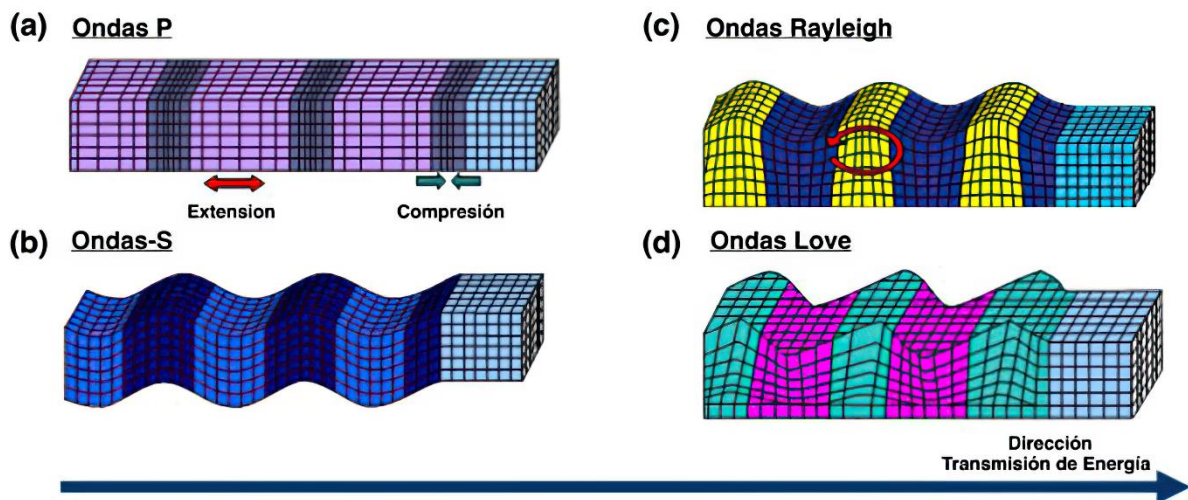 (a) Ondas P
Extension
Compresión
(b) Ondas-S
(c) Ondas Rayleigh
(d) Ondas Love
Dirección
Transmisión de Energía